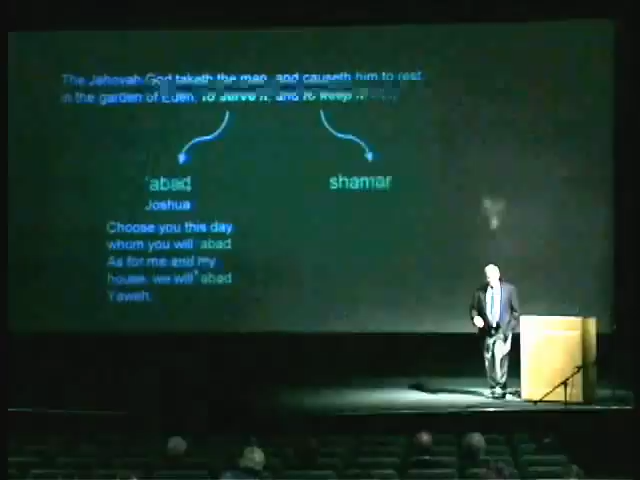 The Jehovah God taketh the man, and causeth him to rest
in the garden of Eden, to serve it, and to keep it
'abad
shamar
Joshua
Choose you this day
whom you will 'abad
As for me and my
house, we will 'abad
Yaweh.